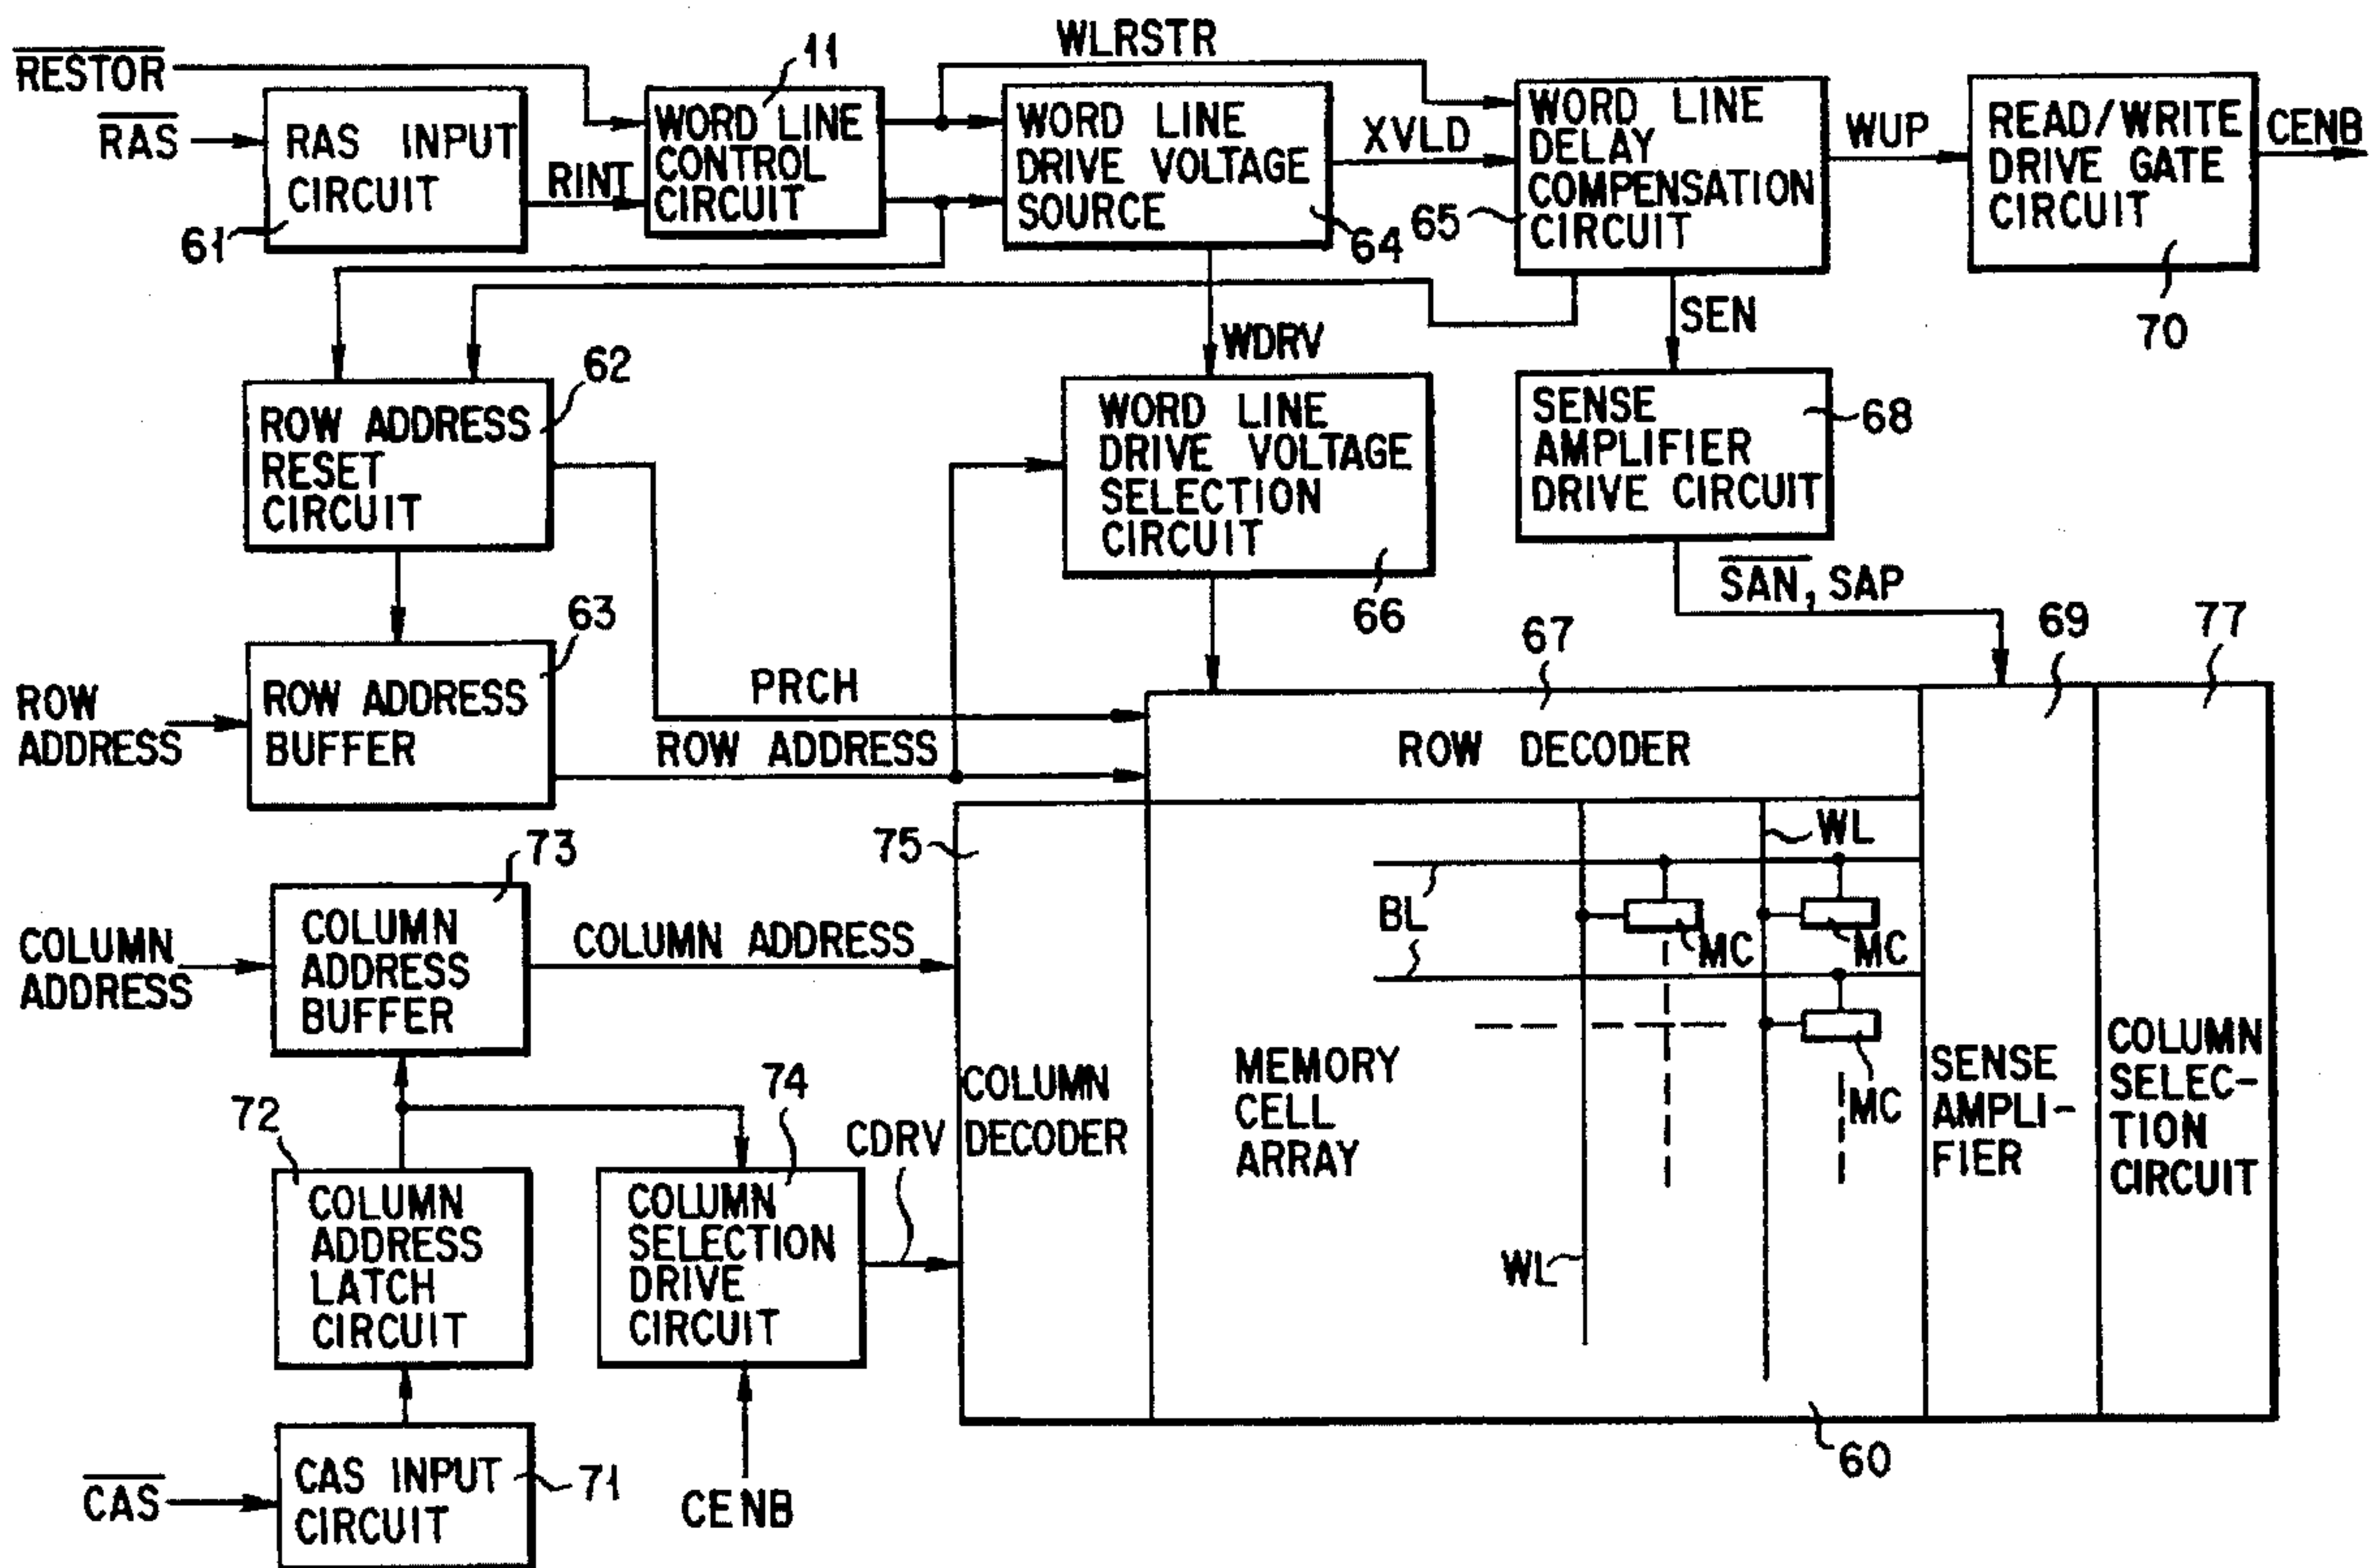 RESTOR
RAS
RAS INPUT
CIRCUIT
61
RINT
11
WORD LINE
CONTROL
CIRCUIT
WLRSTR
WORD LINE
DRIVE VOLTAGE
SOURCE
64
XVLD
65
WORD LINE
DELAY
COMPENSATION
CIRCUIT
WUP
READ/WRITE
DRIVE GATE
CIRCUIT
70
CENB
WDRV
SEN
62
ROW ADDRESS
RESET
CIRCUIT
WORD LINE
DRIVE VOLTAGE
SELECTION
CIRCUIT
66
SENSE
AMPLIFIER
DRIVE CIRCUIT
68
SAN, SAP
63
ROW
ADDRESS
ROW ADDRESS
BUFFER
PRCH
ROW ADDRESS
67
ROW DECODER
69
77
73
COLUMN
ADDRESS
COLUMN
ADDRESS
BUFFER
COLUMN ADDRESS
75
WL
BL
MC
MC
BL
MC
WL
COLUMN
DECODER
MEMORY
CELL
ARRAY
SENSE
AMPLI-
FIER
COLUMN
SELEC-
TION
CIRCUIT
72
COLUMN
ADDRESS
LATCH
CIRCUIT
74
COLUMN
SELECTION
DRIVE
CIRCUIT
CDRV
60
CAS
CAS INPUT
CIRCUIT
71
CENB